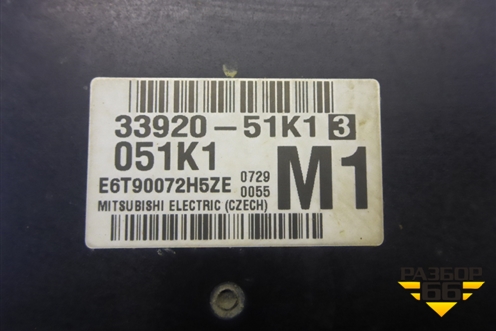 33920-51K1 3
051K1
E6T90072H5ZE 0729
0055
M1
MITSUBISHI ELECTRIC (CZECH)
РАЗБОР
66